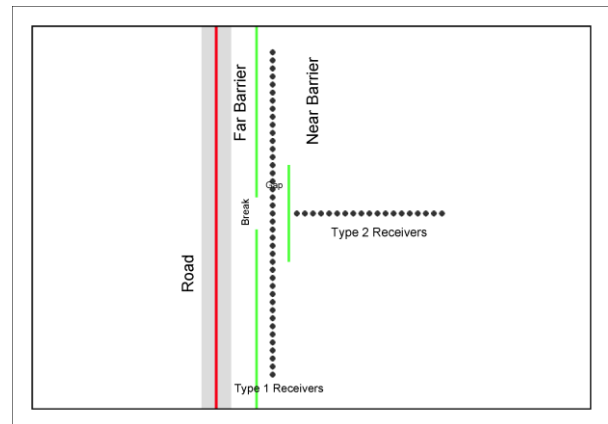 Far Barrier
Near Barrier
Gap
Break
Type 2 Receivers
Road
Type 1 Receivers